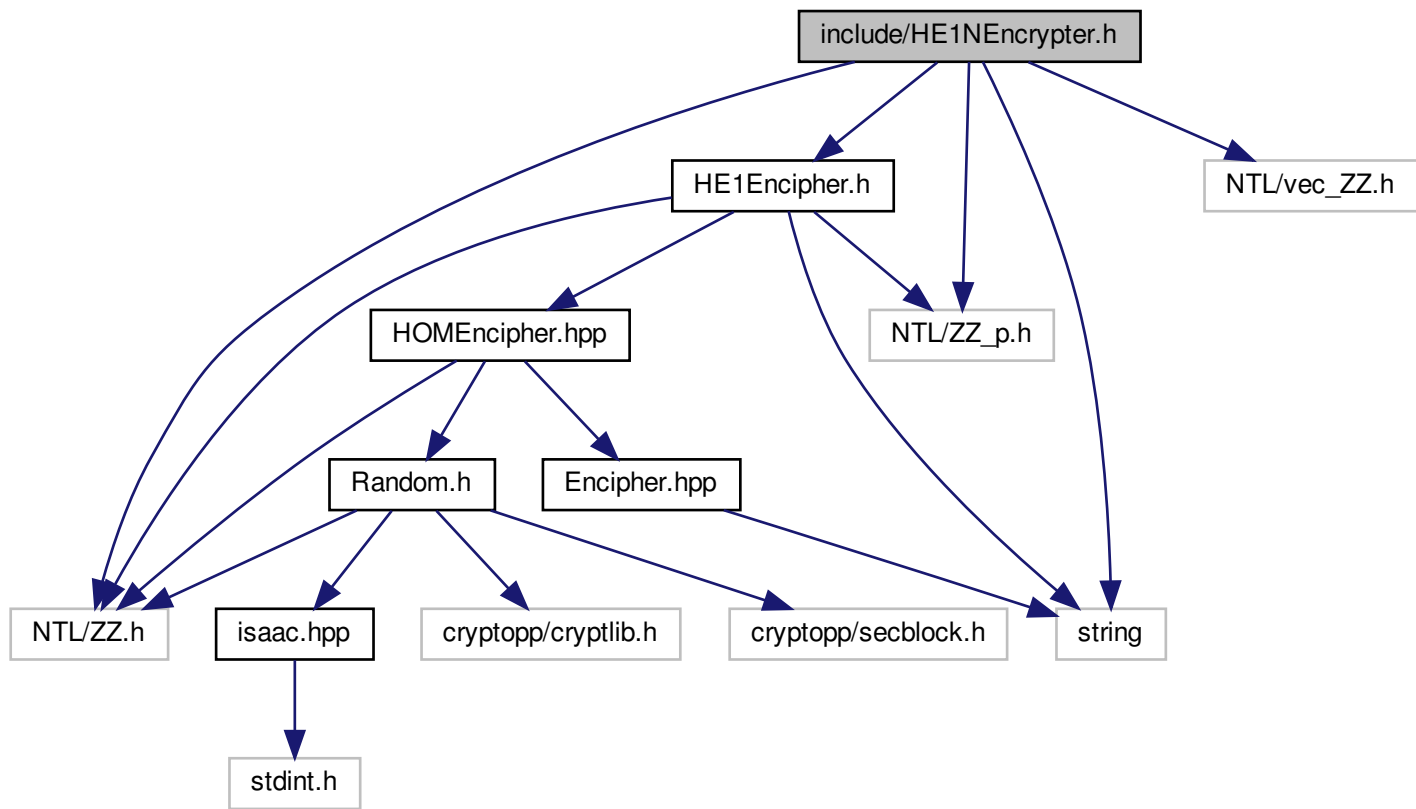 include/HE1NEncrypter.h
HE1Encipher.h
NTL/vec_ZZ.h
HOMEncipher.hpp
NTL/ZZ_p.h
Random.h
Encipher.hpp
NTL/ZZ.h
isaac.hpp
cryptopp/cryptlib.h
cryptopp/secblock.h
string
stdint.h